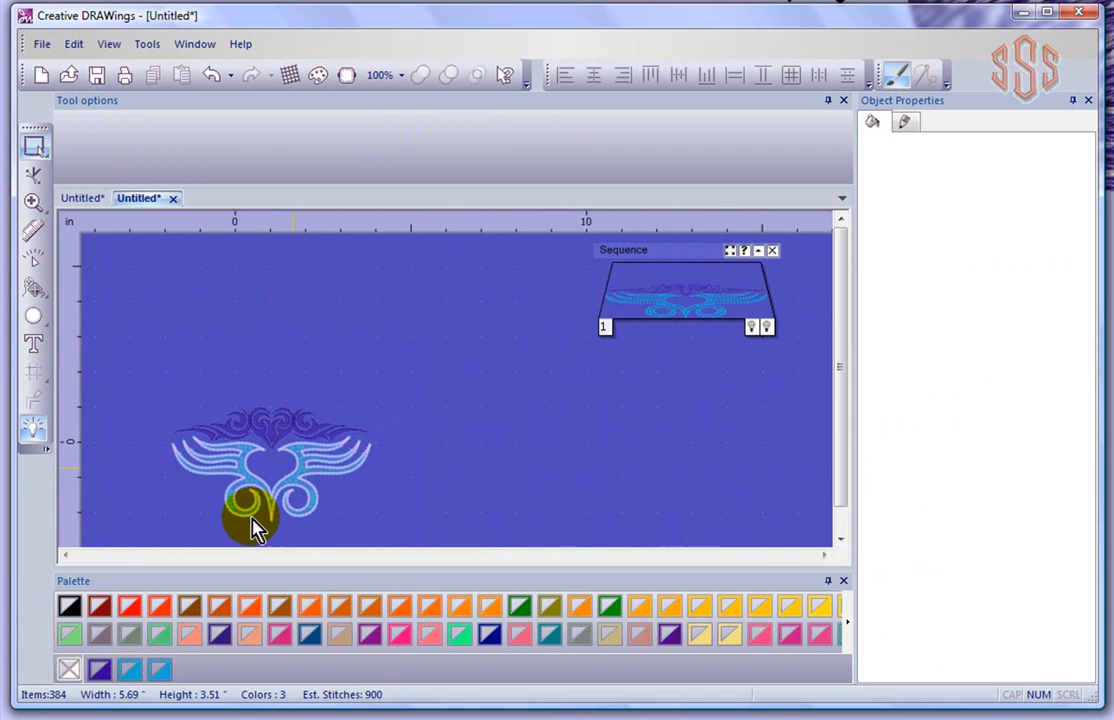 Creative DRAWings - [Untitled*]
File Edit View Tools Window Help
SSS
100%
Tool options
Object Properties
Untitled* Untitled*
in 0 10
Sequence
1
0
Palette
Items:384 Width : 5.69 " Height : 3.51 " Colors : 3 Est. Stitches: 900 CAP NUM SCRL